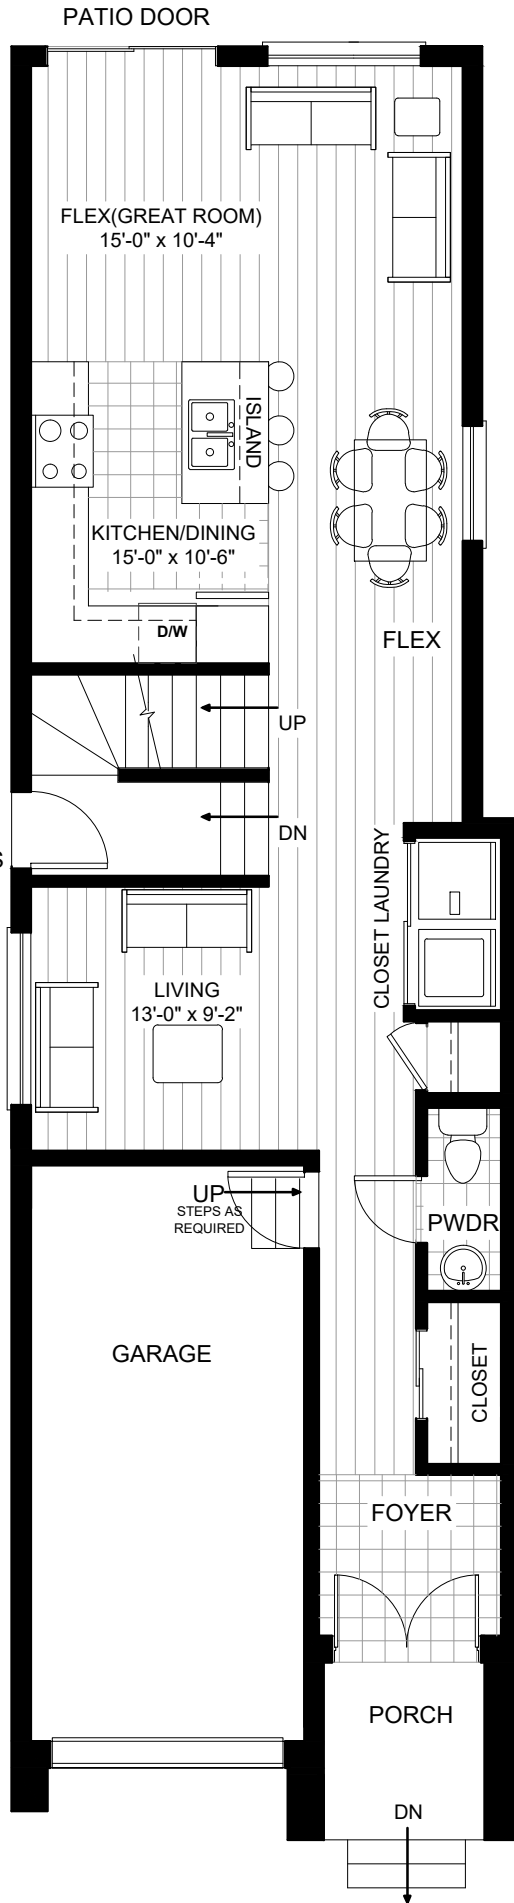 PATIO DOOR
FLEX(GREAT ROOM)
15'-0" x 10'-4"
ISLAND
KITCHEN/DINING
15'-0" x 10'-6"
D/W
FLEX
UP
DN
S
CLOSET LAUNDRY
LIVING
13'-0" x 9'-2"
UP
STEPS AS
REQUIRED
PWDR
GARAGE
CLOSET
FOYER
PORCH
DN